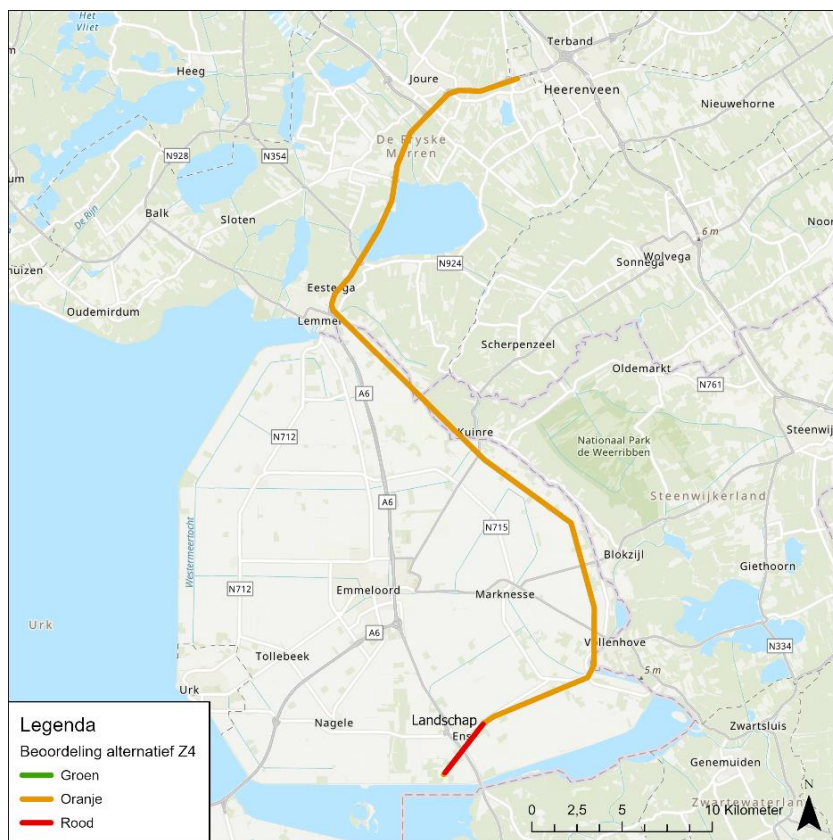 Het
Vliet
Terband
Heeg
Joure
Heerenveen
Nieuwehorne
De Fryske
Marren
N928
N354
De Rijn
Balk
Sloten
6 m
Noor
huizen
N924
Wolvega
Sonnega
Eesterga
Oudemirdum
Lemmer
Scherpenzeel
Oldemarkt
A6
N761
N712
Kuinre
Nationaal Park
de Weerribben
Steenwij
Steenwijkerland
A6
N715
Westermeertocht
Blokzijl
Giethoorn
N712
Emmeloord
Marknesse
Urk
A6
Vollenhove
N334
Tollebeek
5 m
Urk
Landschap
Nagele
Ens
Zwartsluis
Genemuiden
Zwartewaterland
Legenda
Beoordeling alternatief Z4
Groen
Oranje
Rood
0 2,5 5 10 Kilometer
N